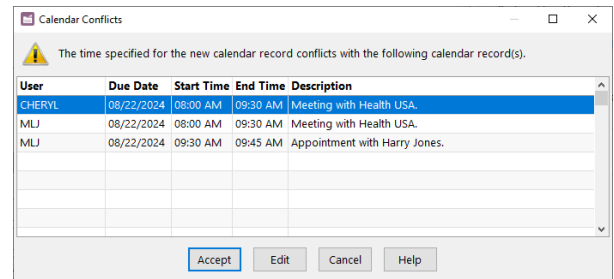 Calendar Conflicts
The time specified for the new calendar record conflicts with the following calendar record(s).
User Due Date Start Time End Time Description
CHERYL 08/22/2024 08:00 AM 09:30 AM Meeting with Health USA.
MLJ 08/22/2024 08:00 AM 09:30 AM Meeting with Health USA.
MLJ 08/22/2024 09:30 AM 09:45 AM Appointment with Harry Jones.
Accept Edit Cancel Help